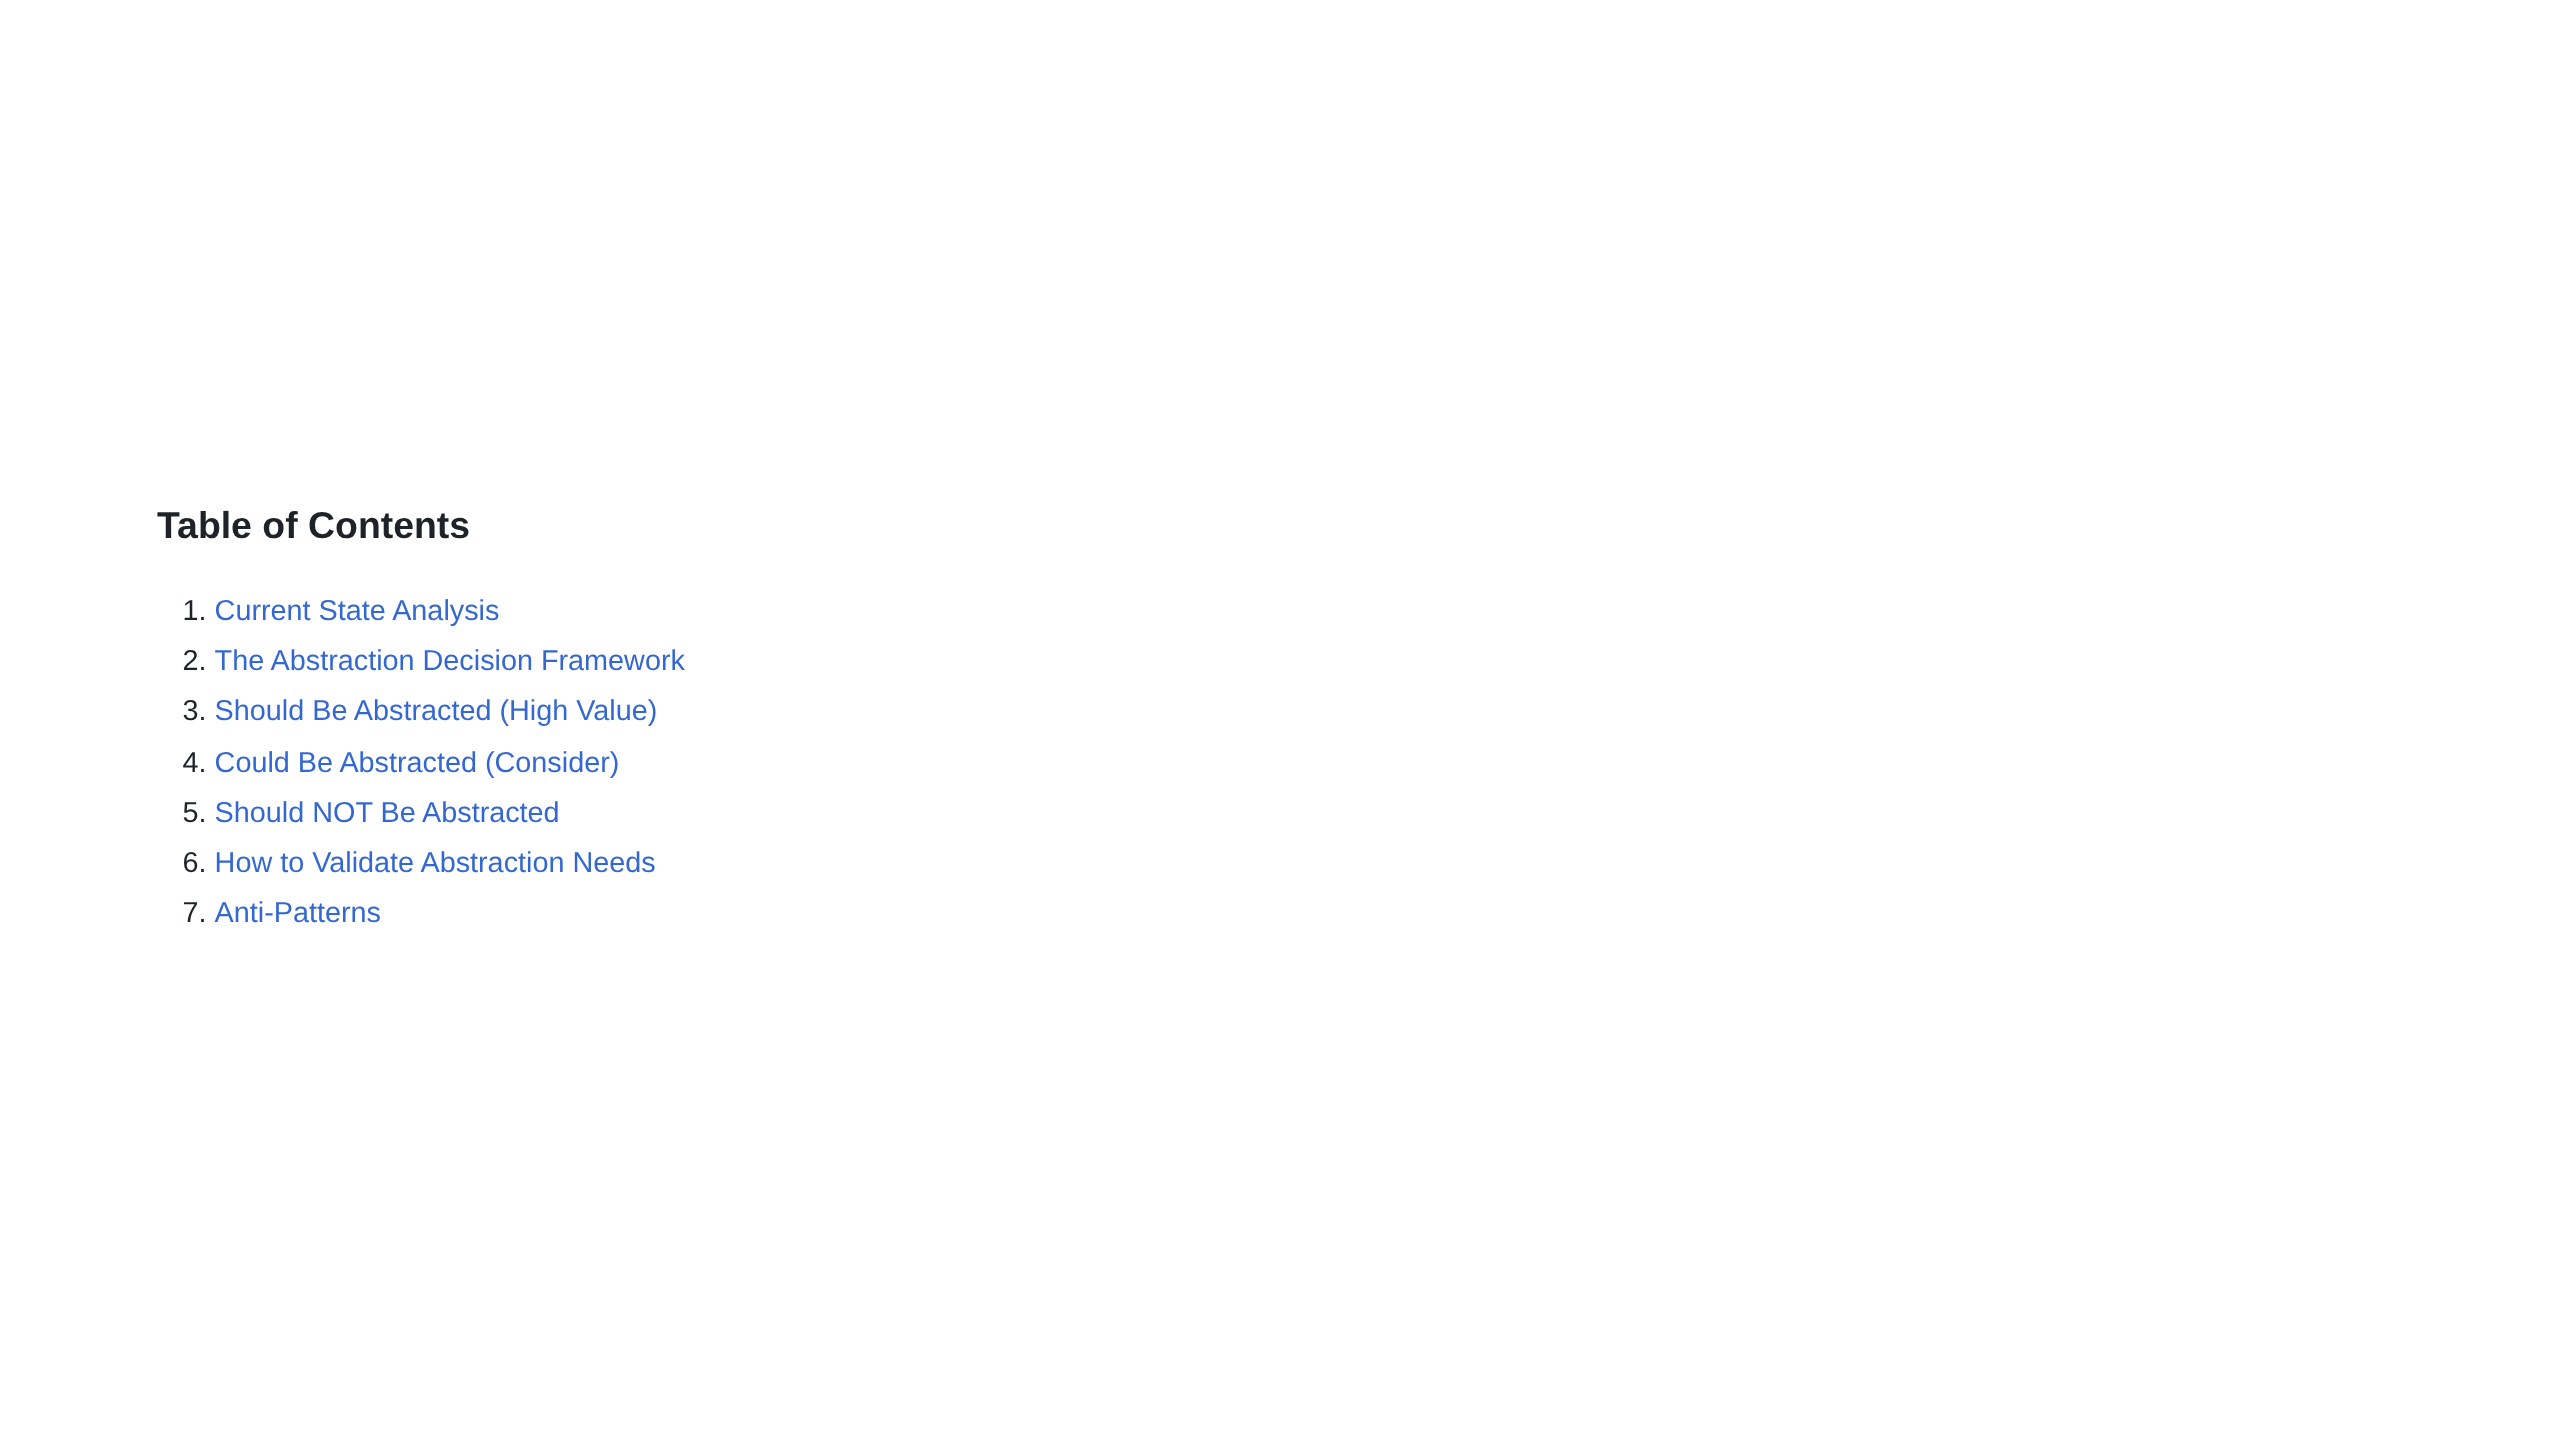 Table of Contents
1. Current State Analysis
2. The Abstraction Decision Framework
3. Should Be Abstracted (High Value)
4. Could Be Abstracted (Consider)
5. Should NOT Be Abstracted
6. How to Validate Abstraction Needs
7. Anti-Patterns